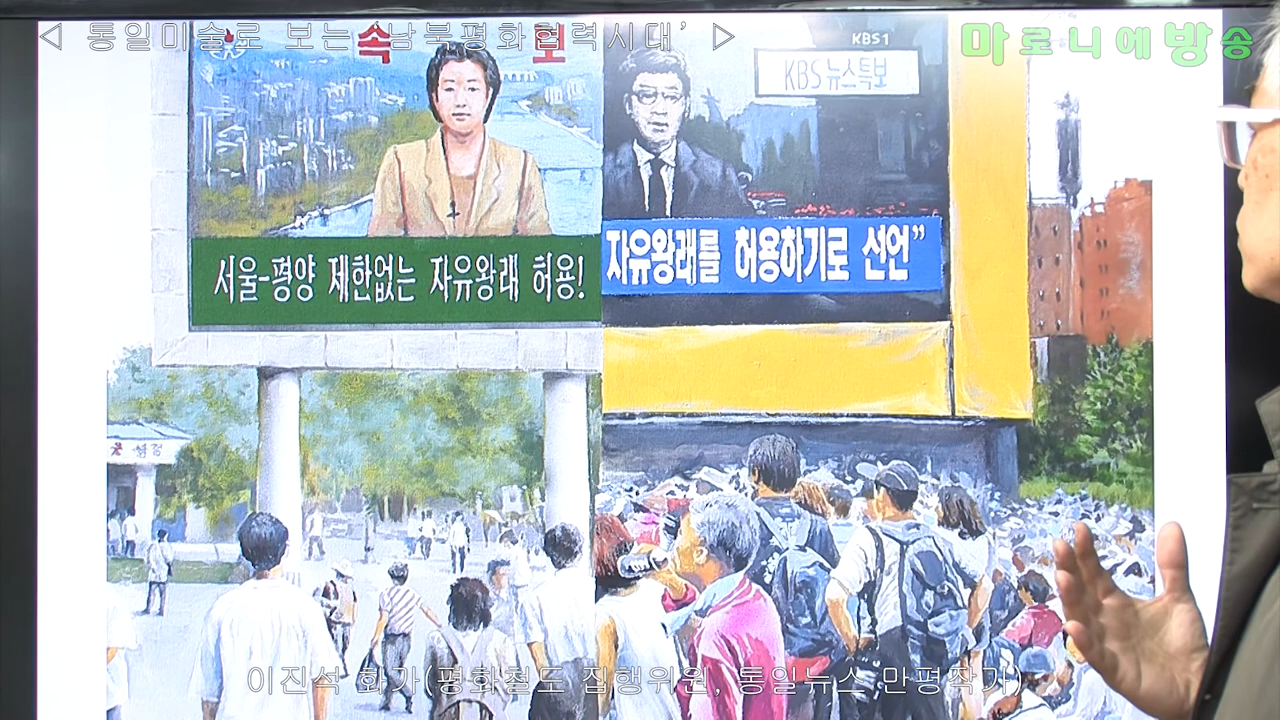 ◁ 통일미술로 보는 '남북평화협력시대' ▷
마로니에방송
속보
KBS1
KBS 뉴스특보
서울-평양 제한없는 자유왕래 허용!
자유왕래를 허용하기로 선언”
이진석 화가(평화철도 집행위원, 통일뉴스 만평작가)